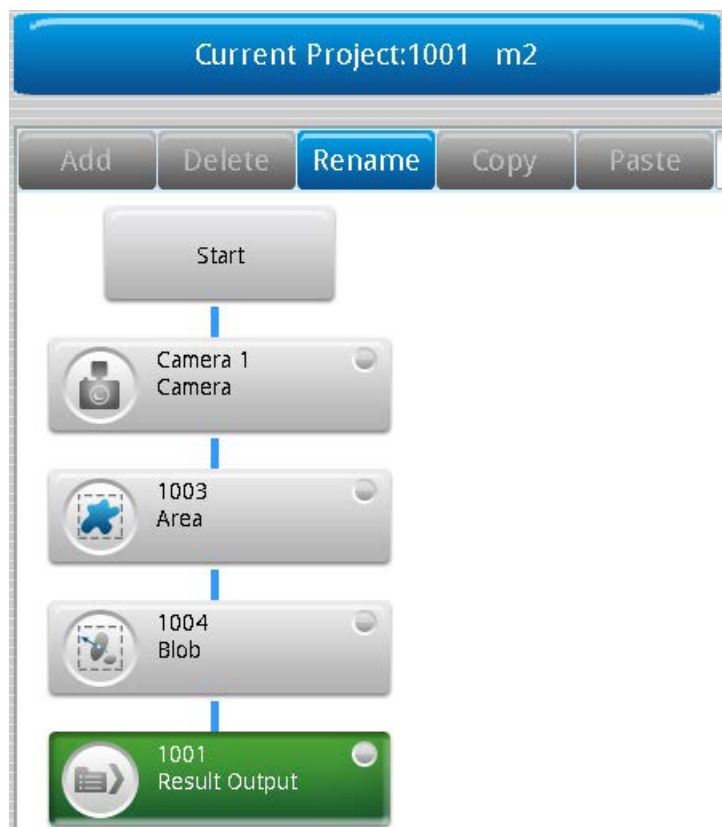 Current Project:1001 m2
Add Delete Rename Copy Paste
Start
Camera 1
Camera
1003
Area
1004
Blob
1001
Result Output